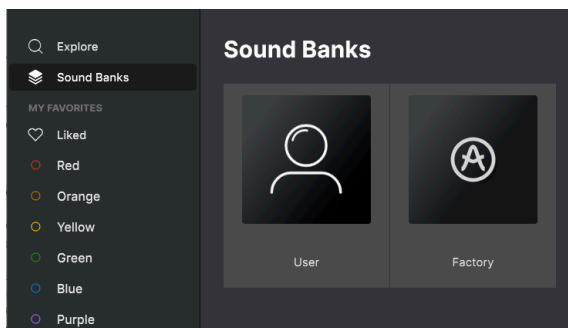 Explore
Sound Banks
MY FAVORITES
Liked
Red
Orange
Yellow
Green
Blue
Purple
Sound Banks
User
Factory